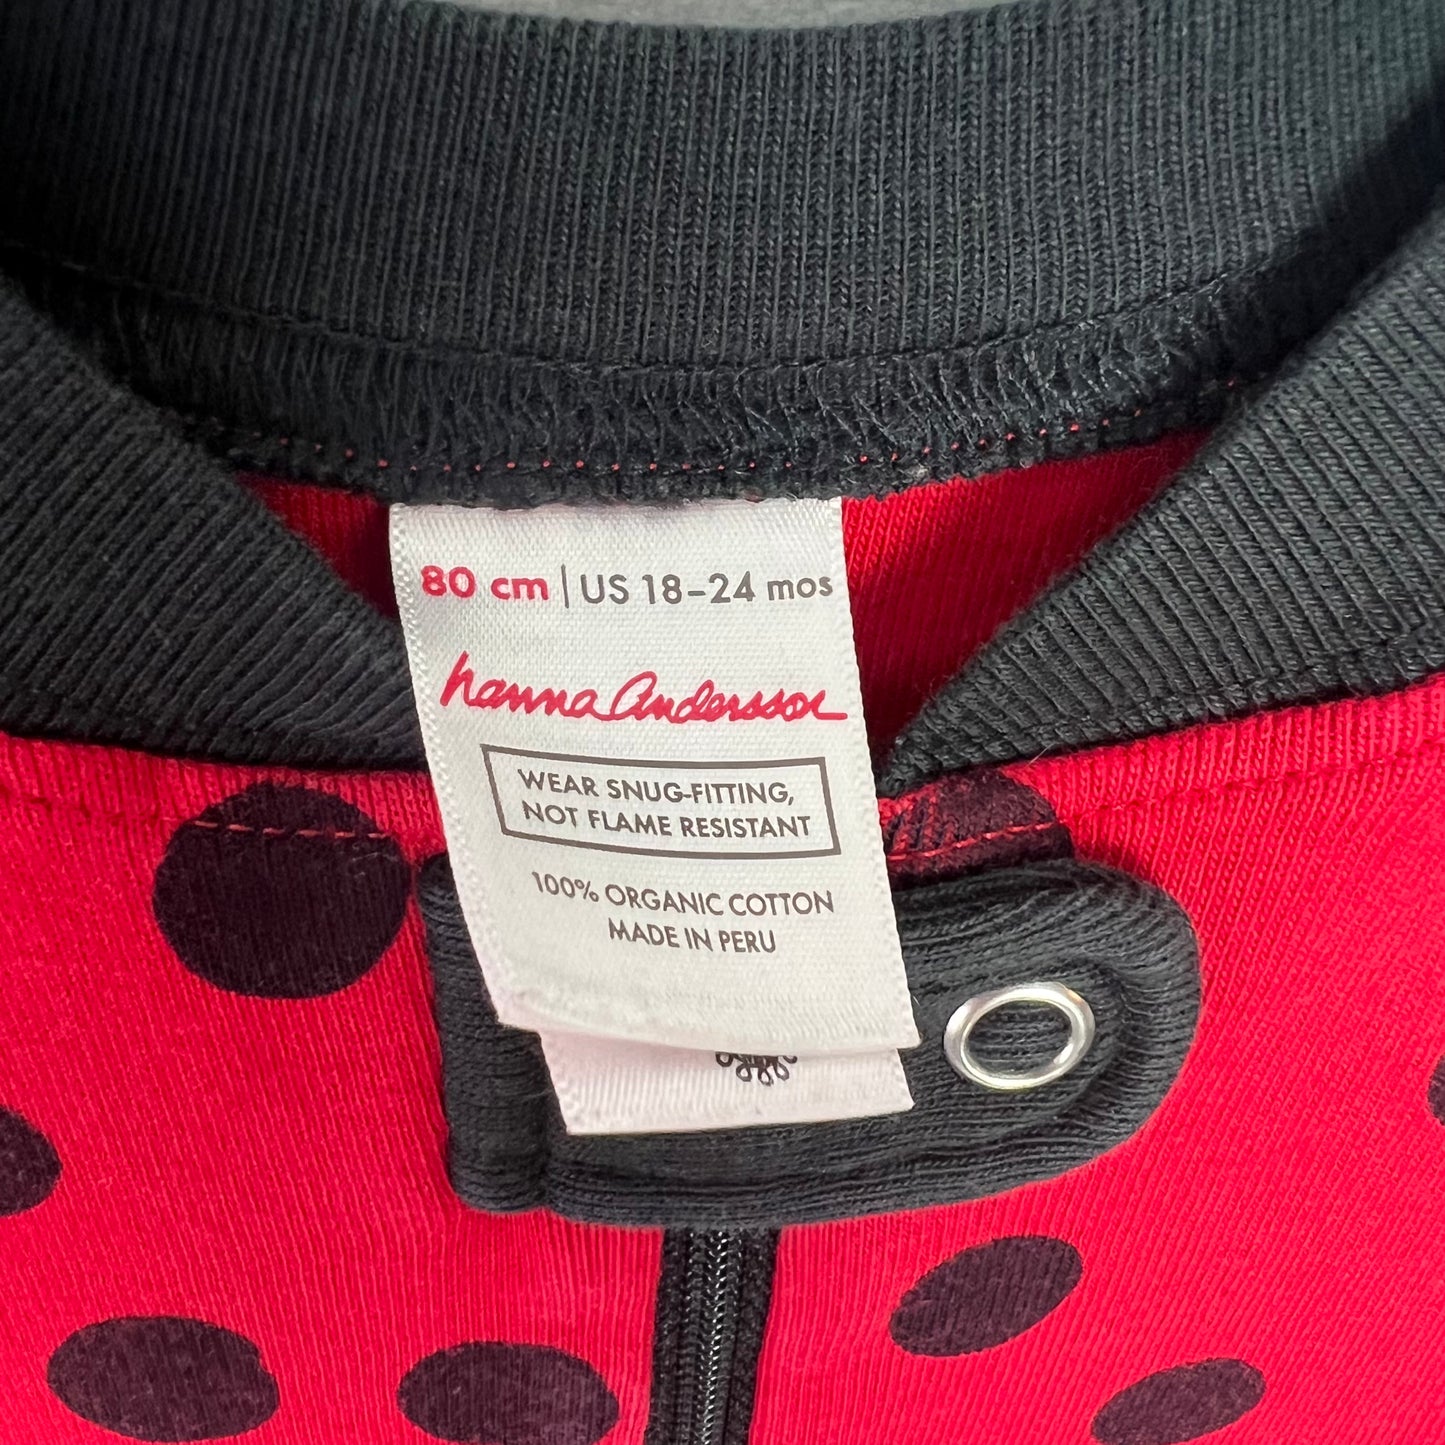 80 cm | US 18-24 mos
hanna Andersson
WEAR SNUG-FITTING,
NOT FLAME RESISTANT
100% ORGANIC COTTON
MADE IN PERU